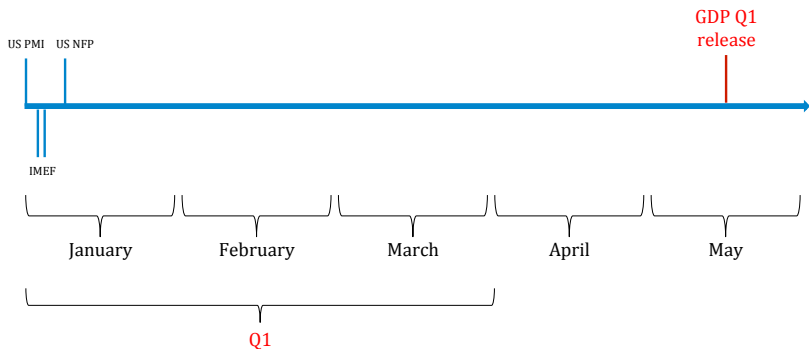 GDP Q1
release
US PMI
US NFP
IMEF
January
February
March
April
May
Q1